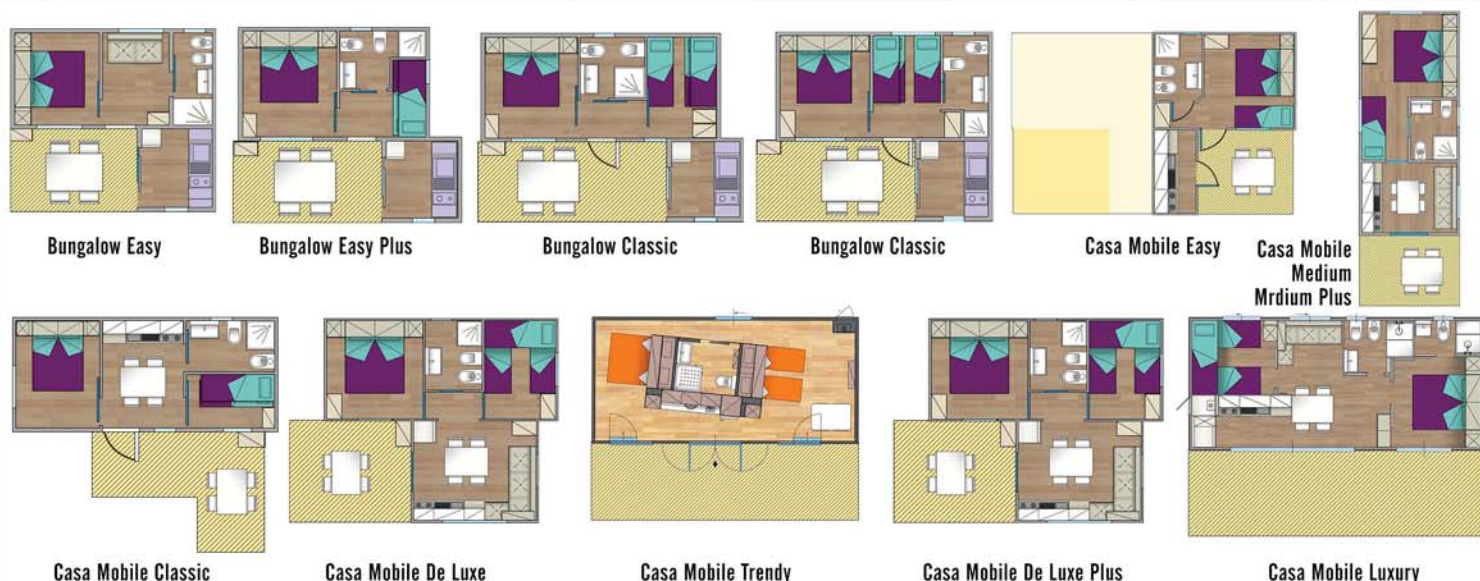 Bungalow Easy
Bungalow Easy Plus
Bungalow Classic
Bungalow Classic
Casa Mobile Easy
Casa Mobile
Medium
Mrdium Plus
Casa Mobile Classic
Casa Mobile De Luxe
Casa Mobile Trendy
Casa Mobile De Luxe Plus
Casa Mobile Luxury